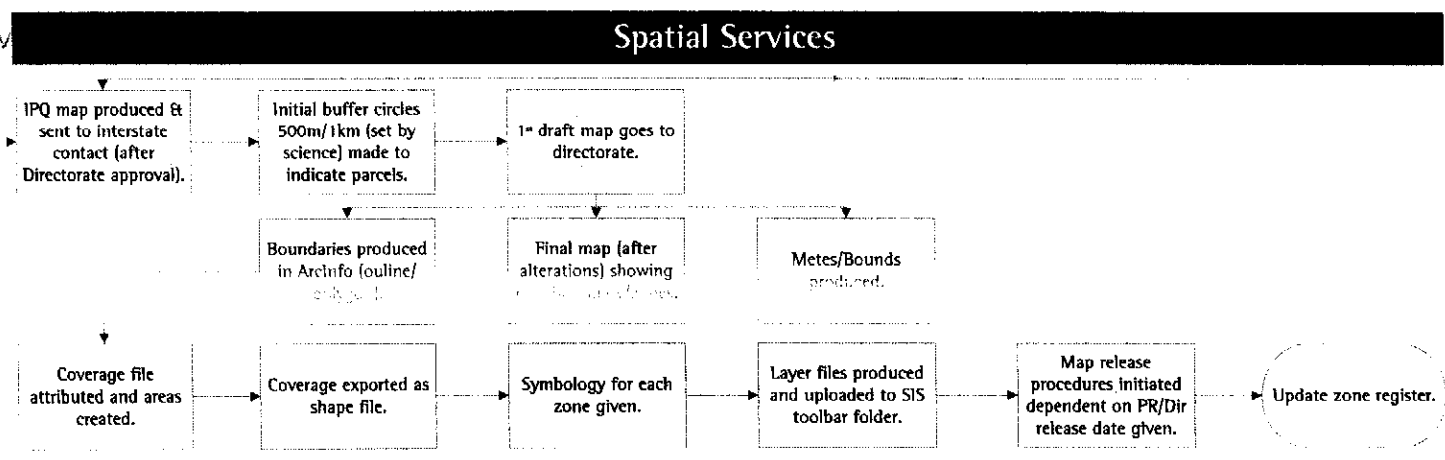 Spatial Services
IPQ map produced &
sent to interstate
contact (after
Directorate approval).
Initial buffer circles
500m/1km (set by
science) made to
indicate parcels.
1st draft map goes to
directorate.
Boundaries produced
in ArcInfo (ouline/
Final map (after
alterations) showing
Metes/Bounds
produced.
Coverage file
attributed and areas
created.
Coverage exported as
shape file.
Symbology for each
zone given.
Layer files produced
and uploaded to SIS
toolbar folder.
Map release
procedures initiated
dependent on PR/Dir
release date given.
Update zone register.